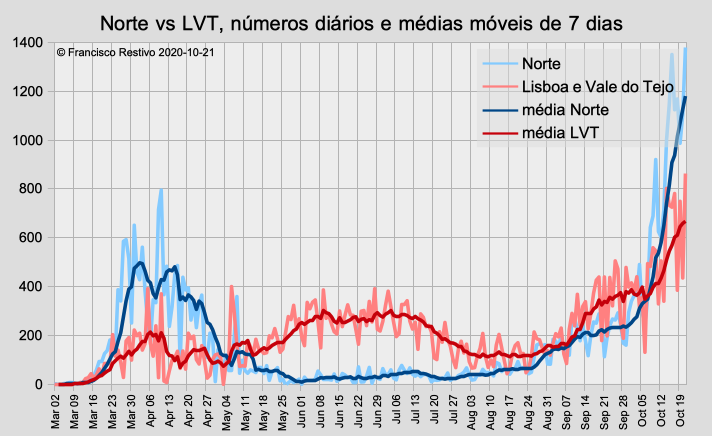 Norte vs LVT, números diários e médias móveis de 7 dias
© Francisco Restivo 2020-10-21
Norte
Lisboa e Vale do Tejo
média Norte
média LVT
1400
1200
1000
800
600
400
200
0
Mar 02
Mar 09
Mar 16
Mar 23
Mar 30
Apr 06
Apr 13
Apr 20
Apr 27
May 04
May 11
May 18
May 25
Jun 01
Jun 08
Jun 15
Jun 22
Jun 29
Jul 06
Jul 13
Jul 20
Jul 27
Aug 03
Aug 10
Aug 17
Aug 24
Aug 31
Sep 07
Sep 14
Sep 21
Sep 28
Oct 05
Oct 12
Oct 19